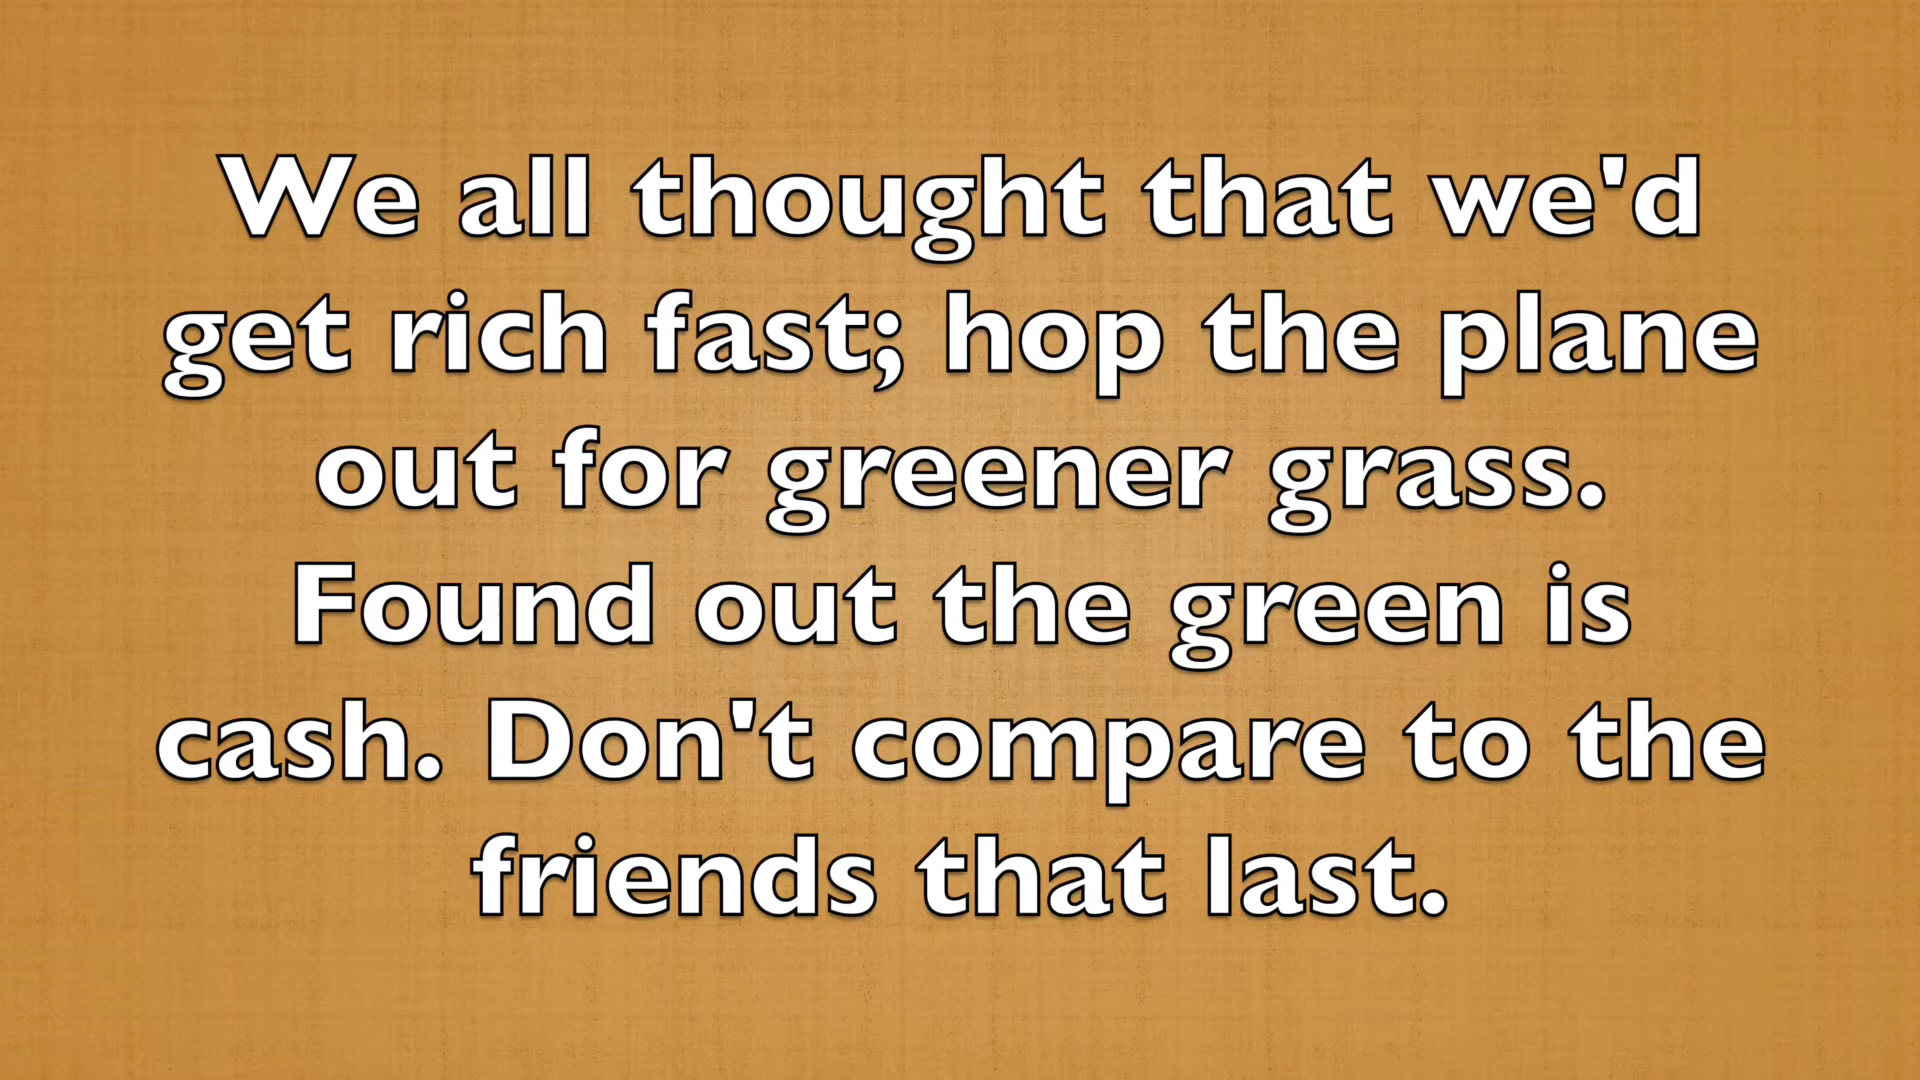 We all thought that we'd
get rich fast; hop the plane
out for greener grass.
Found out the green is
cash. Don't compare to the
friends that last.